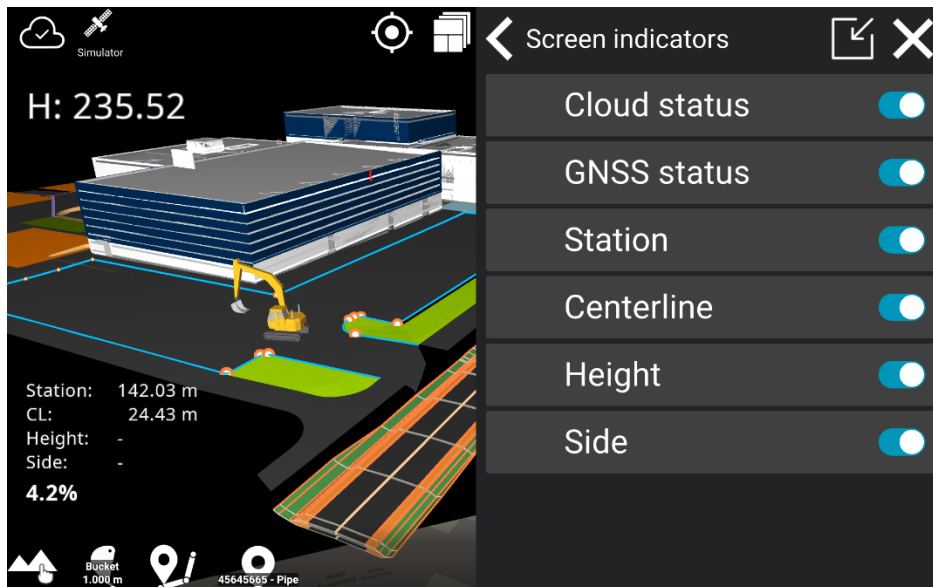 Simulator
H: 235.52
Station: 142.03 m
CL: 24.43 m
Height: -
Side: -
4.2%
Bucket
1.000 m
45645665 - Pipe
Screen indicators
Cloud status
GNSS status
Station
Centerline
Height
Side